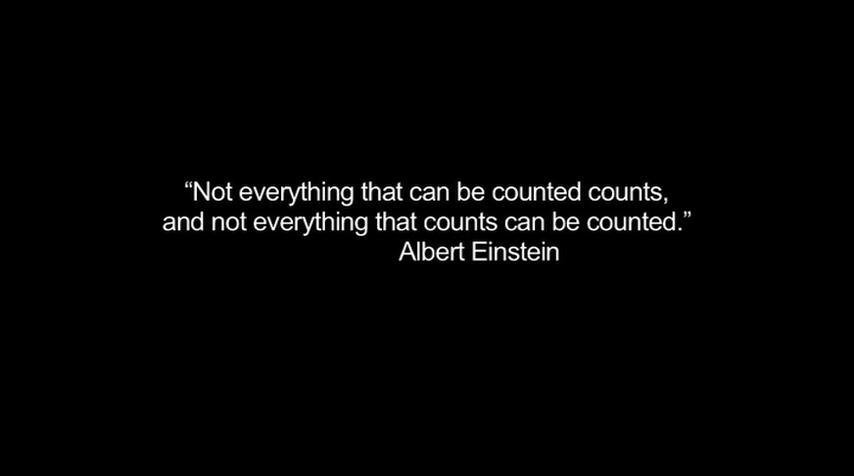 “Not everything that can be counted counts,
and not everything that counts can be counted.”
Albert Einstein